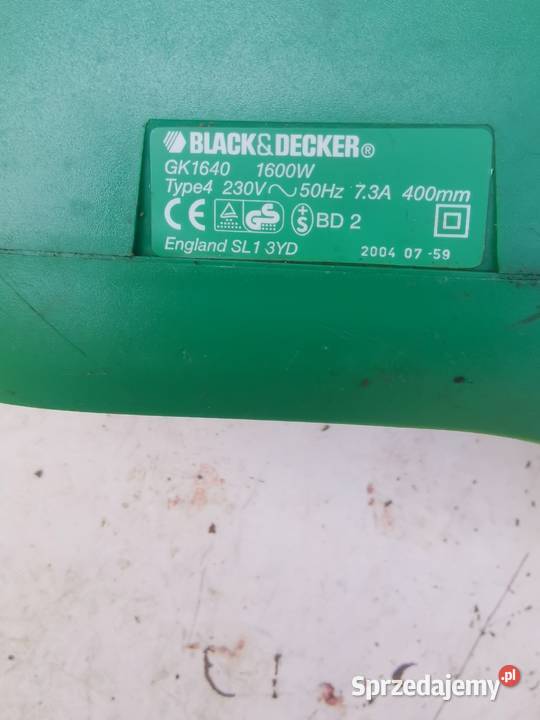 BLACK&DECKER®
GK1640 1600W
Type4 230V ~ 50Hz 7.3A 400mm
CE GS S BD 2
England SL1 3YD 2004 07 -59
Sprzedajemy.pl